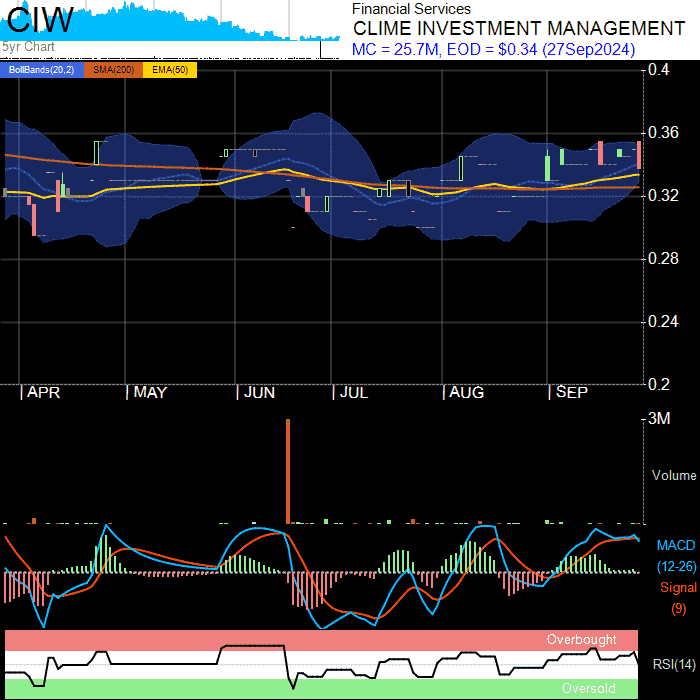 CIW
5yr Chart
Financial Services
CLIME INVESTMENT MANAGEMENT
MC = 25.7M, EOD = $0.34 (27Sep2024)
BollBands(20,2) SMA(200) EMA(50)
0.4
0.36
0.32
0.28
0.24
0.2
APR MAY JUN JUL AUG SEP
3M
Volume
MACD
(12-26)
Signal
(9)
Overbought
RSI(14)
Oversold